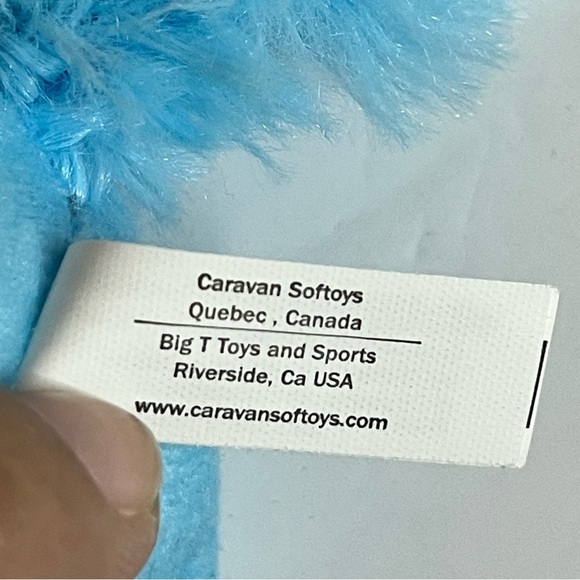 Caravan Softoys
Quebec , Canada
Big T Toys and Sports
Riverside, Ca USA
www.caravansoftoys.com